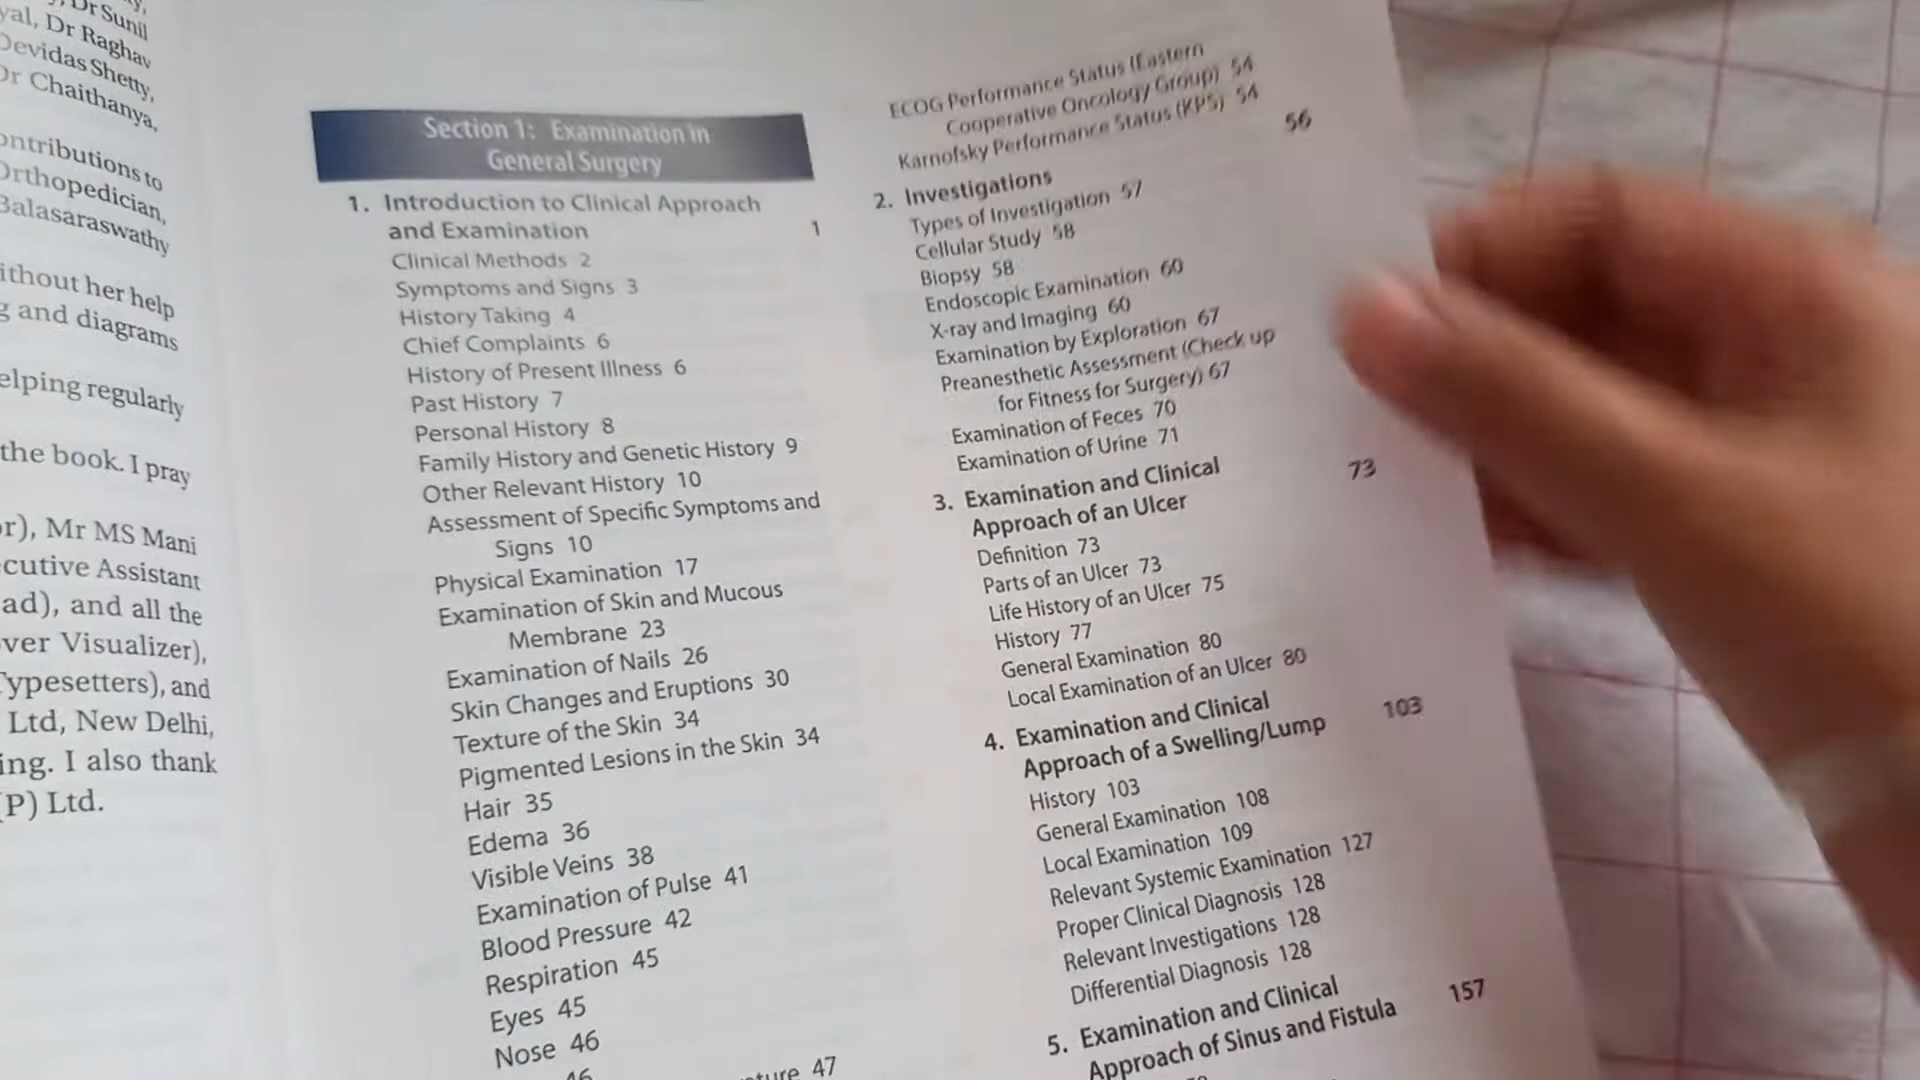 Dr Sunil
yal, Dr Raghav
Devidas Shetty,
Dr Chaithanya,
ontributions to
Orthopedician,
Balasaraswathy
ithout her help
g and diagrams
elping regularly
the book. I pray
or), Mr MS Mani
cutive Assistant
ad), and all the
ver Visualizer),
Typesetters), and
Ltd, New Delhi,
ing. I also thank
(P) Ltd.
Section 1: Examination in
General Surgery
1. Introduction to Clinical Approach
and Examination 1
Clinical Methods 2
Symptoms and Signs 3
History Taking 4
Chief Complaints 6
History of Present Illness 6
Past History 7
Personal History 8
Family History and Genetic History 9
Other Relevant History 10
Assessment of Specific Symptoms and
Signs 10
Physical Examination 17
Examination of Skin and Mucous
Membrane 23
Examination of Nails 26
Skin Changes and Eruptions 30
Texture of the Skin 34
Pigmented Lesions in the Skin 34
Hair 35
Edema 36
Visible Veins 38
Examination of Pulse 41
Blood Pressure 42
Respiration 45
Eyes 45
Nose 46
46
ture 47
ECOG Performance Status (Eastern
Cooperative Oncology Group) 54
Karnofsky Performance Status (KPS) 54
2. Investigations 56
Types of Investigation 57
Cellular Study 58
Biopsy 58
Endoscopic Examination 60
X-ray and Imaging 60
Examination by Exploration 67
Preanesthetic Assessment (Check up
for Fitness for Surgery) 67
Examination of Feces 70
Examination of Urine 71
3. Examination and Clinical 73
Approach of an Ulcer
Definition 73
Parts of an Ulcer 73
Life History of an Ulcer 75
History 77
General Examination 80
Local Examination of an Ulcer 80
4. Examination and Clinical 103
Approach of a Swelling/Lump
History 103
General Examination 108
Local Examination 109
Relevant Systemic Examination 127
Proper Clinical Diagnosis 128
Relevant Investigations 128
Differential Diagnosis 128
5. Examination and Clinical 157
Approach of Sinus and Fistula